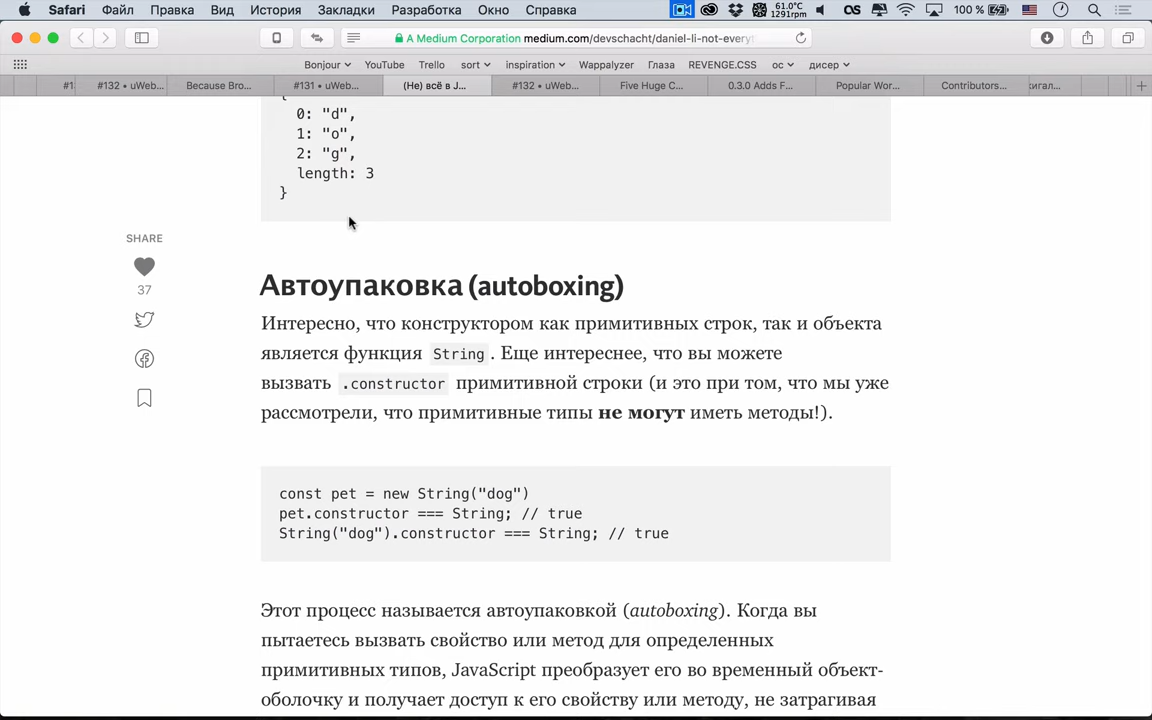 Safari Файл Правка Вид История Закладки Разработка Окно Справка 61.0°C 1291rpm 100 %
A Medium Corporation medium.com/devschacht/daniel-li-not-every
Bonjour YouTube Trello sort inspiration Wappalyzer Глаза REVENGE.CSS ос дисер
#1 #132 • uWeb... Because Bro... #131 • uWeb... (Не) всё в J... #132 • uWeb... Five Huge C... 0.3.0 Adds F... Popular Wor... Contributors...
{
0: "d",
1: "o",
2: "g",
length: 3
}
SHARE
37
Автоупаковка (autoboxing)
Интересно, что конструктором как примитивных строк, так и объекта
является функция String . Еще интереснее, что вы можете
вызвать .constructor примитивной строки (и это при том, что мы уже
рассмотрели, что примитивные типы не могут иметь методы!).
const pet = new String("dog")
pet.constructor === String; // true
String("dog").constructor === String; // true
Этот процесс называется автоупаковкой (autoboxing). Когда вы
пытаетесь вызвать свойство или метод для определенных
примитивных типов, JavaScript преобразует его во временный объект-
оболочку и получает доступ к его свойству или методу, не затрагивая